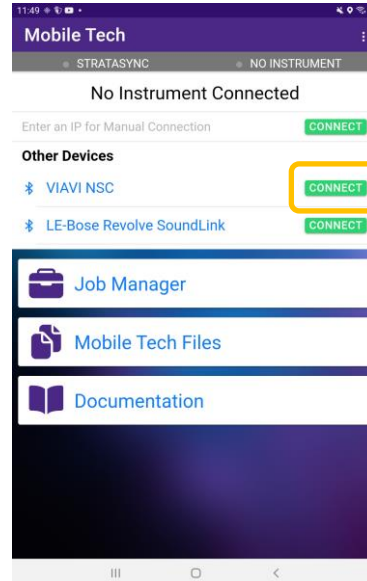 11:49
Mobile Tech
STRATASYNC NO INSTRUMENT
No Instrument Connected
Enter an IP for Manual Connection CONNECT
Other Devices
VIAVI NSC CONNECT
LE-Bose Revolve SoundLink CONNECT
Job Manager
Mobile Tech Files
Documentation